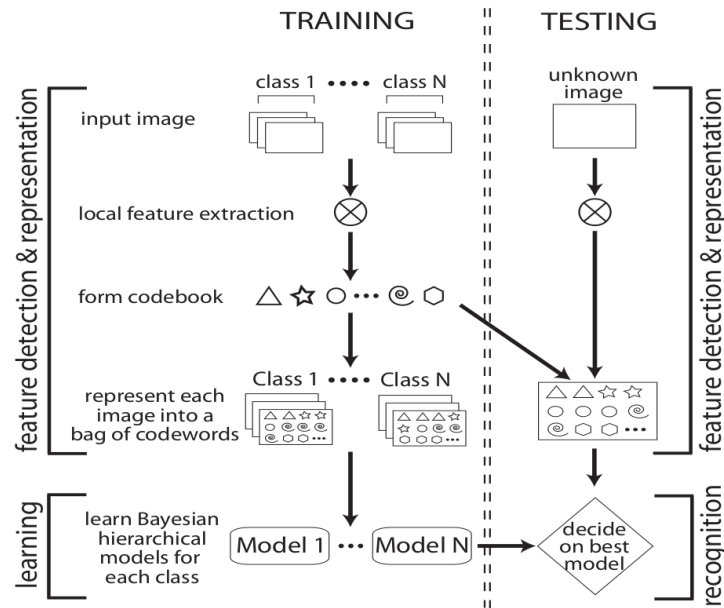 TRAINING
TESTING
class 1 •••• class N
unknown
image
input image
local feature extraction
form codebook
•••
Class 1 •••• Class N
represent each
image into a
bag of codewords
•••
•••
•••
feature detection & representation
feature detection & representation
learn Bayesian
hierarchical
models for
each class
Model 1 ••• Model N
decide
on best
model
learning
recognition